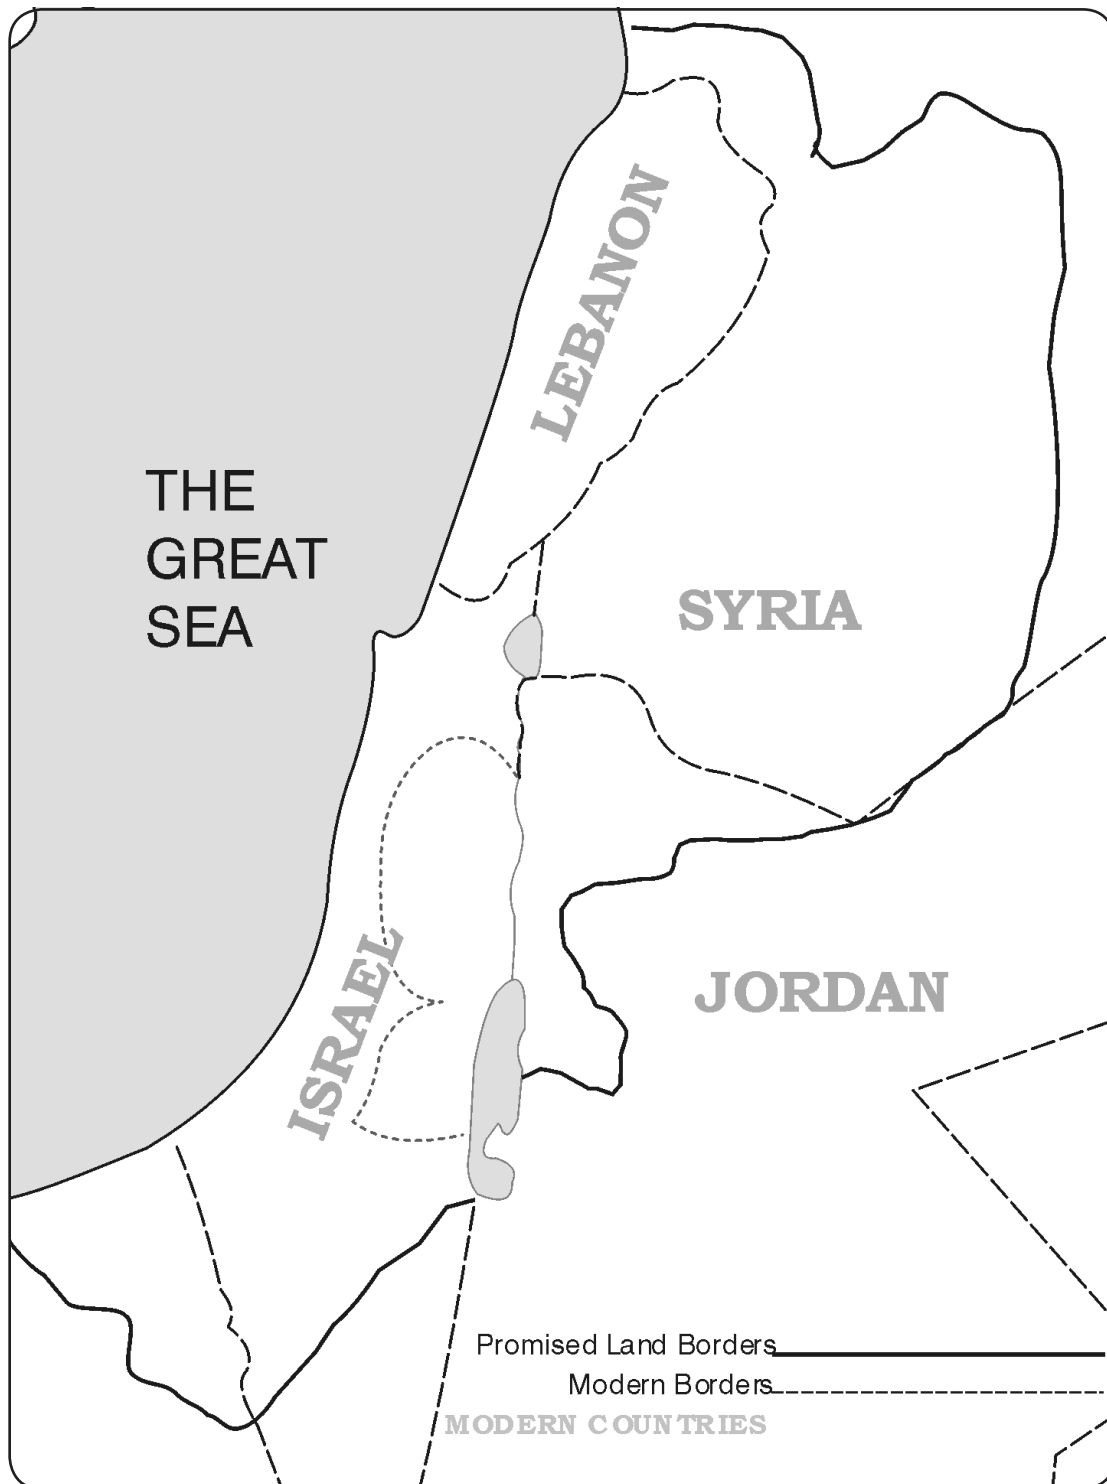 LEBANON
THE
GREAT
SEA
SYRIA
ISRAEL
JORDAN
Promised Land Borders
Modern Borders
MODERN COUNTRIES